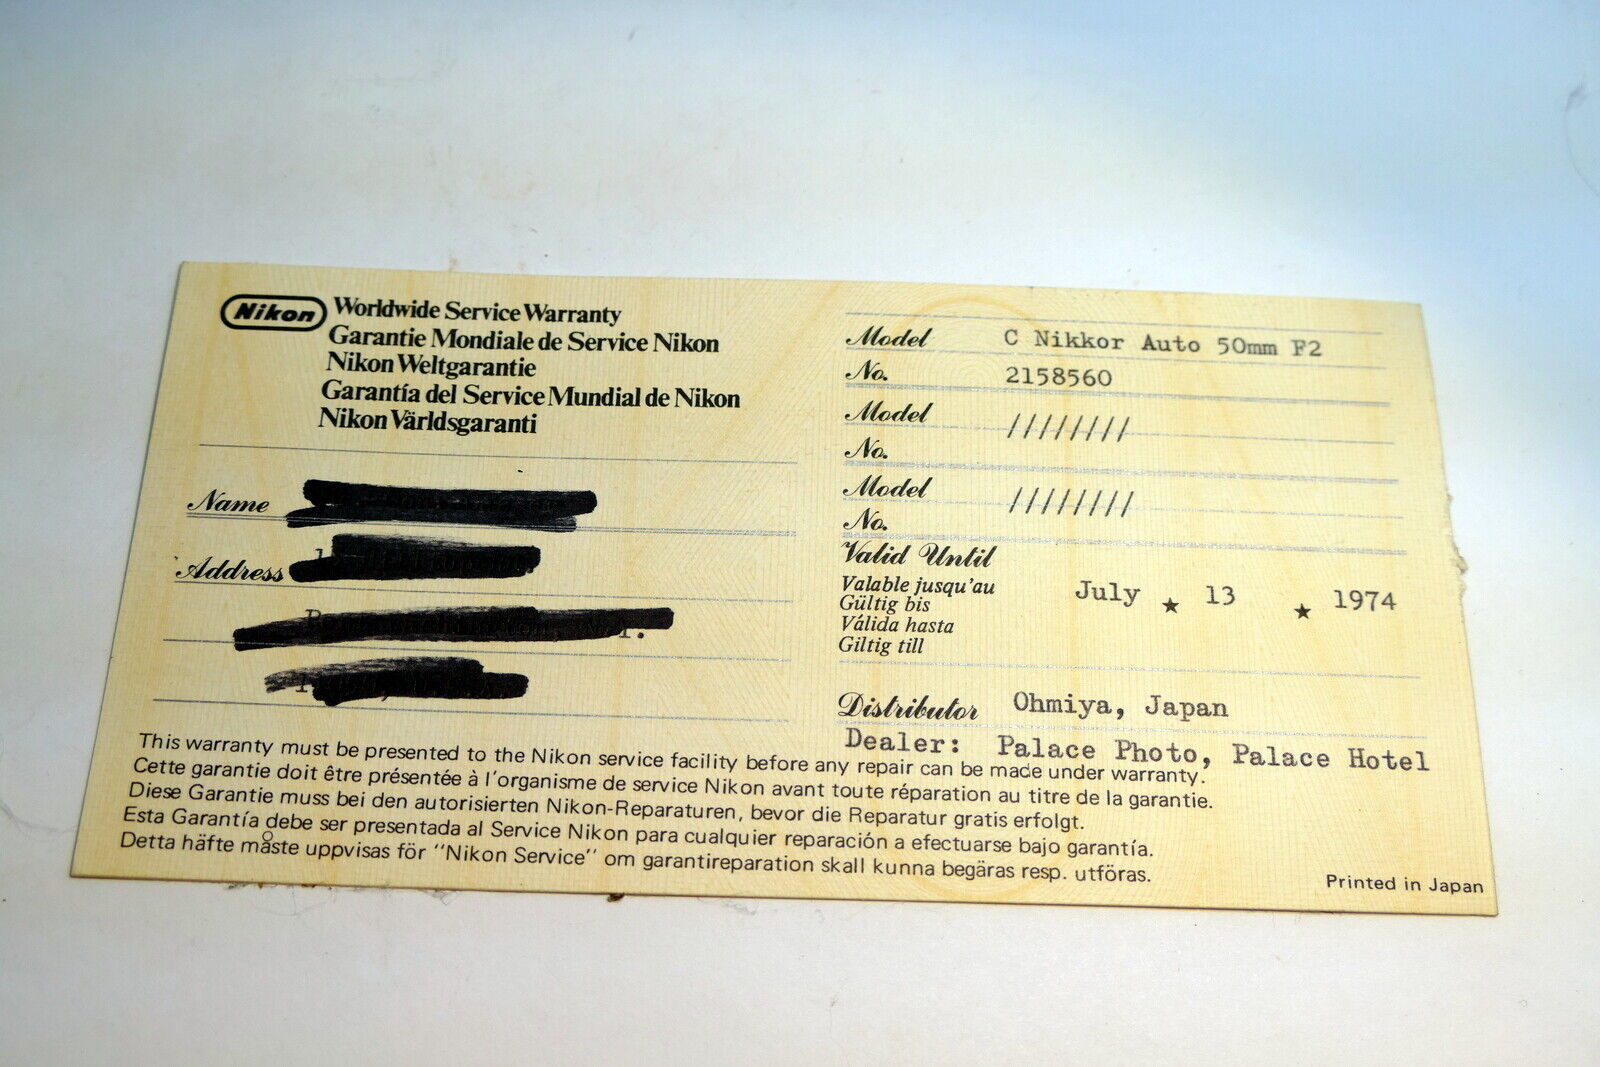 Nikon Worldwide Service Warranty
Garantie Mondiale de Service Nikon
Nikon Weltgarantie
Garantía del Service Mundial de Nikon
Nikon Världsgaranti
Name
Address
Model C Nikkor Auto 50mm F2
No. 2158560
Model ////////
No.
Model ////////
No.
Valid Until
Valable jusqu'au
Gültig bis
Válida hasta
Giltig till
July ★ 13 ★ 1974
Distributor Ohmiya, Japan
Dealer: Palace Photo, Palace Hotel
This warranty must be presented to the Nikon service facility before any repair can be made under warranty.
Cette garantie doit être présentée à l'organisme de service Nikon avant toute réparation au titre de la garantie.
Diese Garantie muss bei den autorisierten Nikon-Reparaturen, bevor die Reparatur gratis erfolgt.
Esta Garantía debe ser presentada al Service Nikon para cualquier reparación a efectuarse bajo garantía.
Detta häfte måste uppvisas för "Nikon Service" om garantireparation skall kunna begäras resp. utföras.
Printed in Japan